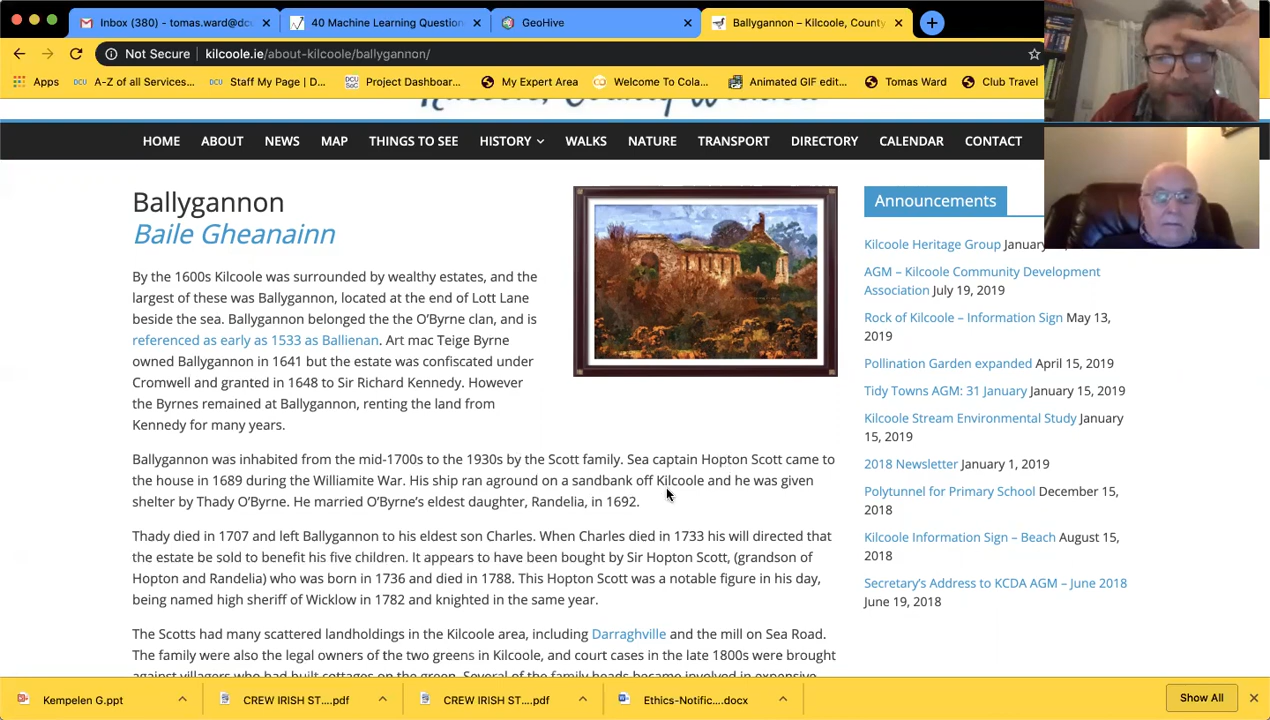 Inbox (380) - tomas.ward@dcu
40 Machine Learning Question
GeoHive
Ballygannon – Kilcoole, County
Not Secure | kilcoole.ie/about-kilcoole/ballygannon/
Apps
DCU A-Z of all Services...
DCU Staff My Page | D...
DCU SoC Project Dashboar...
My Expert Area
Welcome To Cola...
Animated GIF edit...
Tomas Ward
Club Travel
Kilcoole, County Wicklow
HOME ABOUT NEWS MAP THINGS TO SEE HISTORY WALKS NATURE TRANSPORT DIRECTORY CALENDAR CONTACT
Ballygannon
Baile Gheanainn
By the 1600s Kilcoole was surrounded by wealthy estates, and the
largest of these was Ballygannon, located at the end of Lott Lane
beside the sea. Ballygannon belonged the the O’Byrne clan, and is
referenced as early as 1533 as Ballienan. Art mac Teige Byrne
owned Ballygannon in 1641 but the estate was confiscated under
Cromwell and granted in 1648 to Sir Richard Kennedy. However
the Byrnes remained at Ballygannon, renting the land from
Kennedy for many years.
Ballygannon was inhabited from the mid-1700s to the 1930s by the Scott family. Sea captain Hopton Scott came to
the house in 1689 during the Williamite War. His ship ran aground on a sandbank off Kilcoole and he was given
shelter by Thady O’Byrne. He married O’Byrne’s eldest daughter, Randelia, in 1692.
Thady died in 1707 and left Ballygannon to his eldest son Charles. When Charles died in 1733 his will directed that
the estate be sold to benefit his five children. It appears to have been bought by Sir Hopton Scott, (grandson of
Hopton and Randelia) who was born in 1736 and died in 1788. This Hopton Scott was a notable figure in his day,
being named high sheriff of Wicklow in 1782 and knighted in the same year.
The Scotts had many scattered landholdings in the Kilcoole area, including Darraghville and the mill on Sea Road.
The family were also the legal owners of the two greens in Kilcoole, and court cases in the late 1800s were brought
against villagers who had built cottages on the green. Several of the family heads became involved in expensive
Announcements
Kilcoole Heritage Group January
AGM – Kilcoole Community Development
Association July 19, 2019
Rock of Kilcoole – Information Sign May 13,
2019
Pollination Garden expanded April 15, 2019
Tidy Towns AGM: 31 January January 15, 2019
Kilcoole Stream Environmental Study January
15, 2019
2018 Newsletter January 1, 2019
Polytunnel for Primary School December 15,
2018
Kilcoole Information Sign – Beach August 15,
2018
Secretary’s Address to KCDA AGM – June 2018
June 19, 2018
Kempelen G.ppt
CREW IRISH ST....pdf
CREW IRISH ST....pdf
Ethics-Notific....docx
Show All